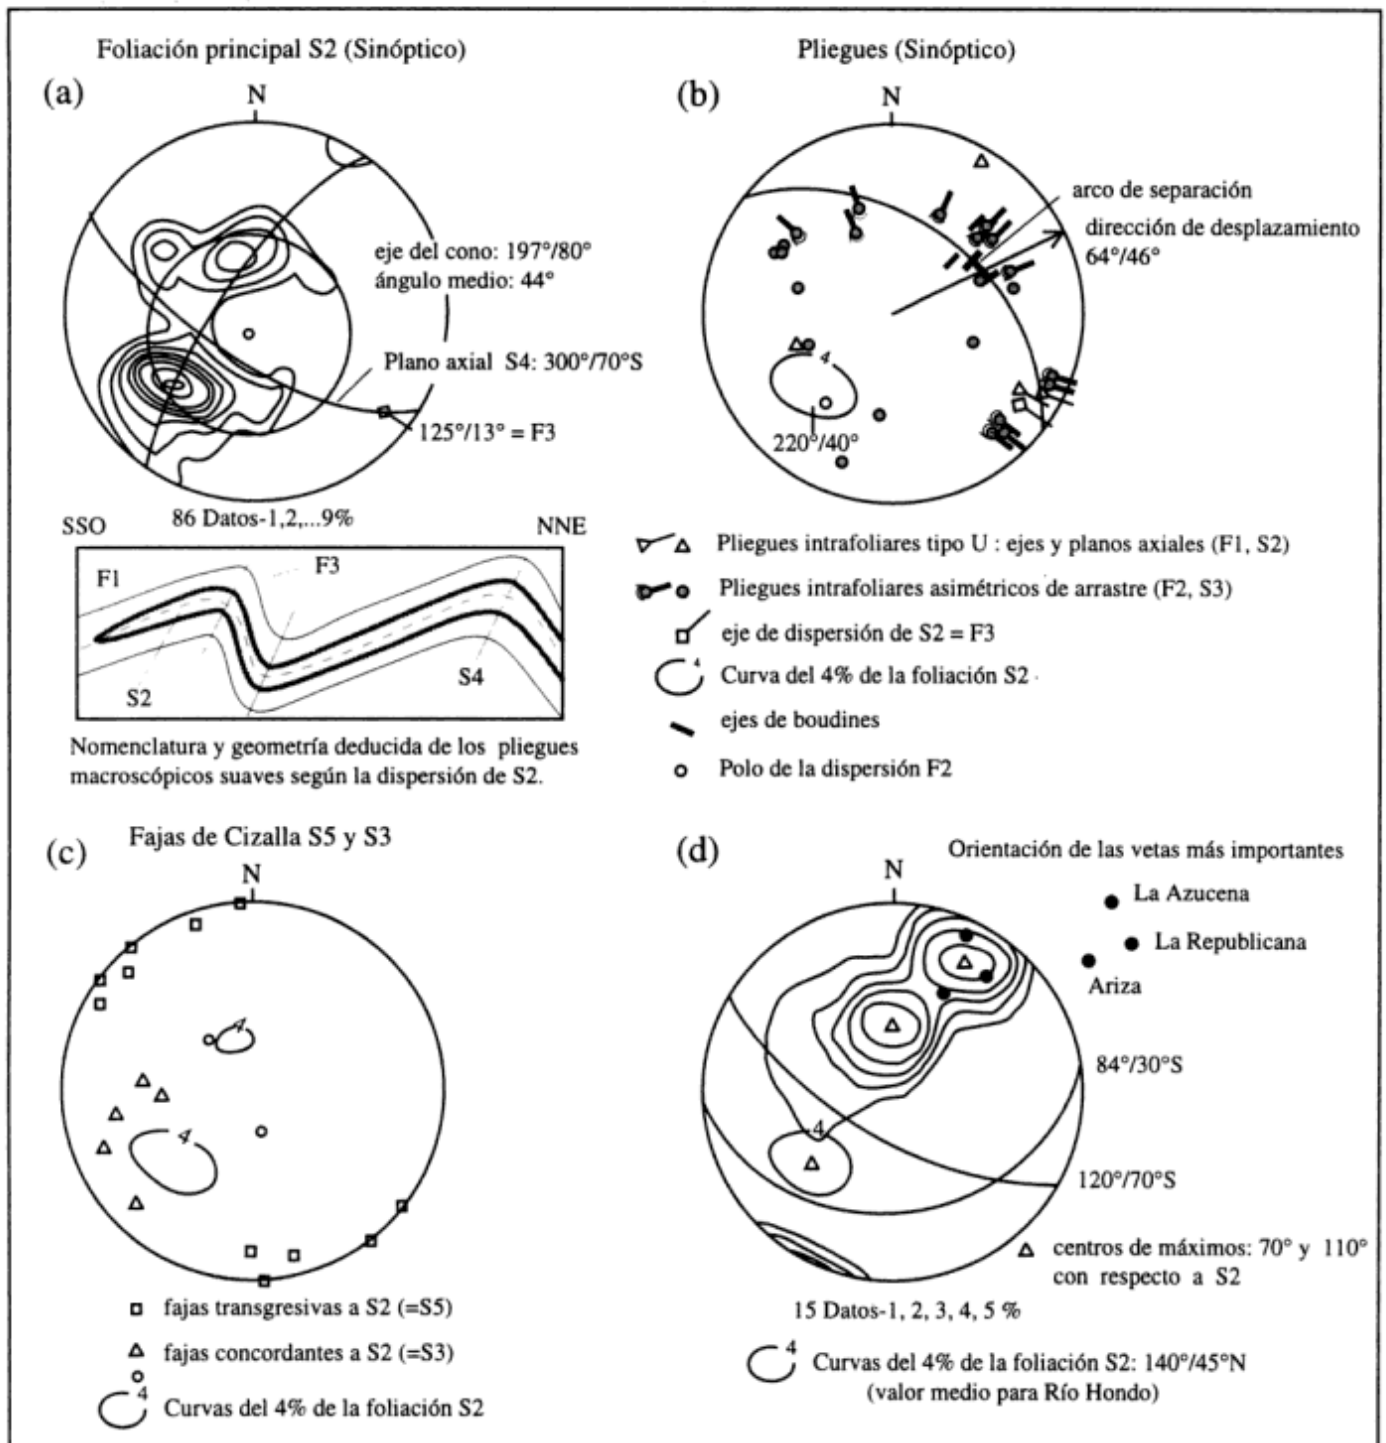 Foliación principal S2 (Sinóptico)
(a)
N
eje del cono: 197°/80°
ángulo medio: 44°
Plano axial S4: 300°/70°S
125°/13° = F3
86 Datos-1,2,...9%
SSO
NNE
F1
F3
S2
S4
Nomenclatura y geometría deducida de los pliegues
macroscópicos suaves según la dispersión de S2.
Pliegues (Sinóptico)
(b)
N
arco de separación
dirección de desplazamiento
64°/46°
4
220°/40°
Pliegues intrafoliares tipo U : ejes y planos axiales (F1, S2)
Pliegues intrafoliares asimétricos de arrastre (F2, S3)
eje de dispersión de S2 = F3
4
Curva del 4% de la foliación S2
ejes de boudines
Polo de la dispersión F2
Fajas de Cizalla S5 y S3
(c)
N
4
4
fajas transgresivas a S2 (=S5)
fajas concordantes a S2 (=S3)
4
Curvas del 4% de la foliación S2
(d)
Orientación de las vetas más importantes
N
La Azucena
La Republicana
Ariza
84°/30°S
4
120°/70°S
centros de máximos: 70° y 110°
con respecto a S2
15 Datos-1, 2, 3, 4, 5 %
4
Curvas del 4% de la foliación S2: 140°/45°N
(valor medio para Río Hondo)